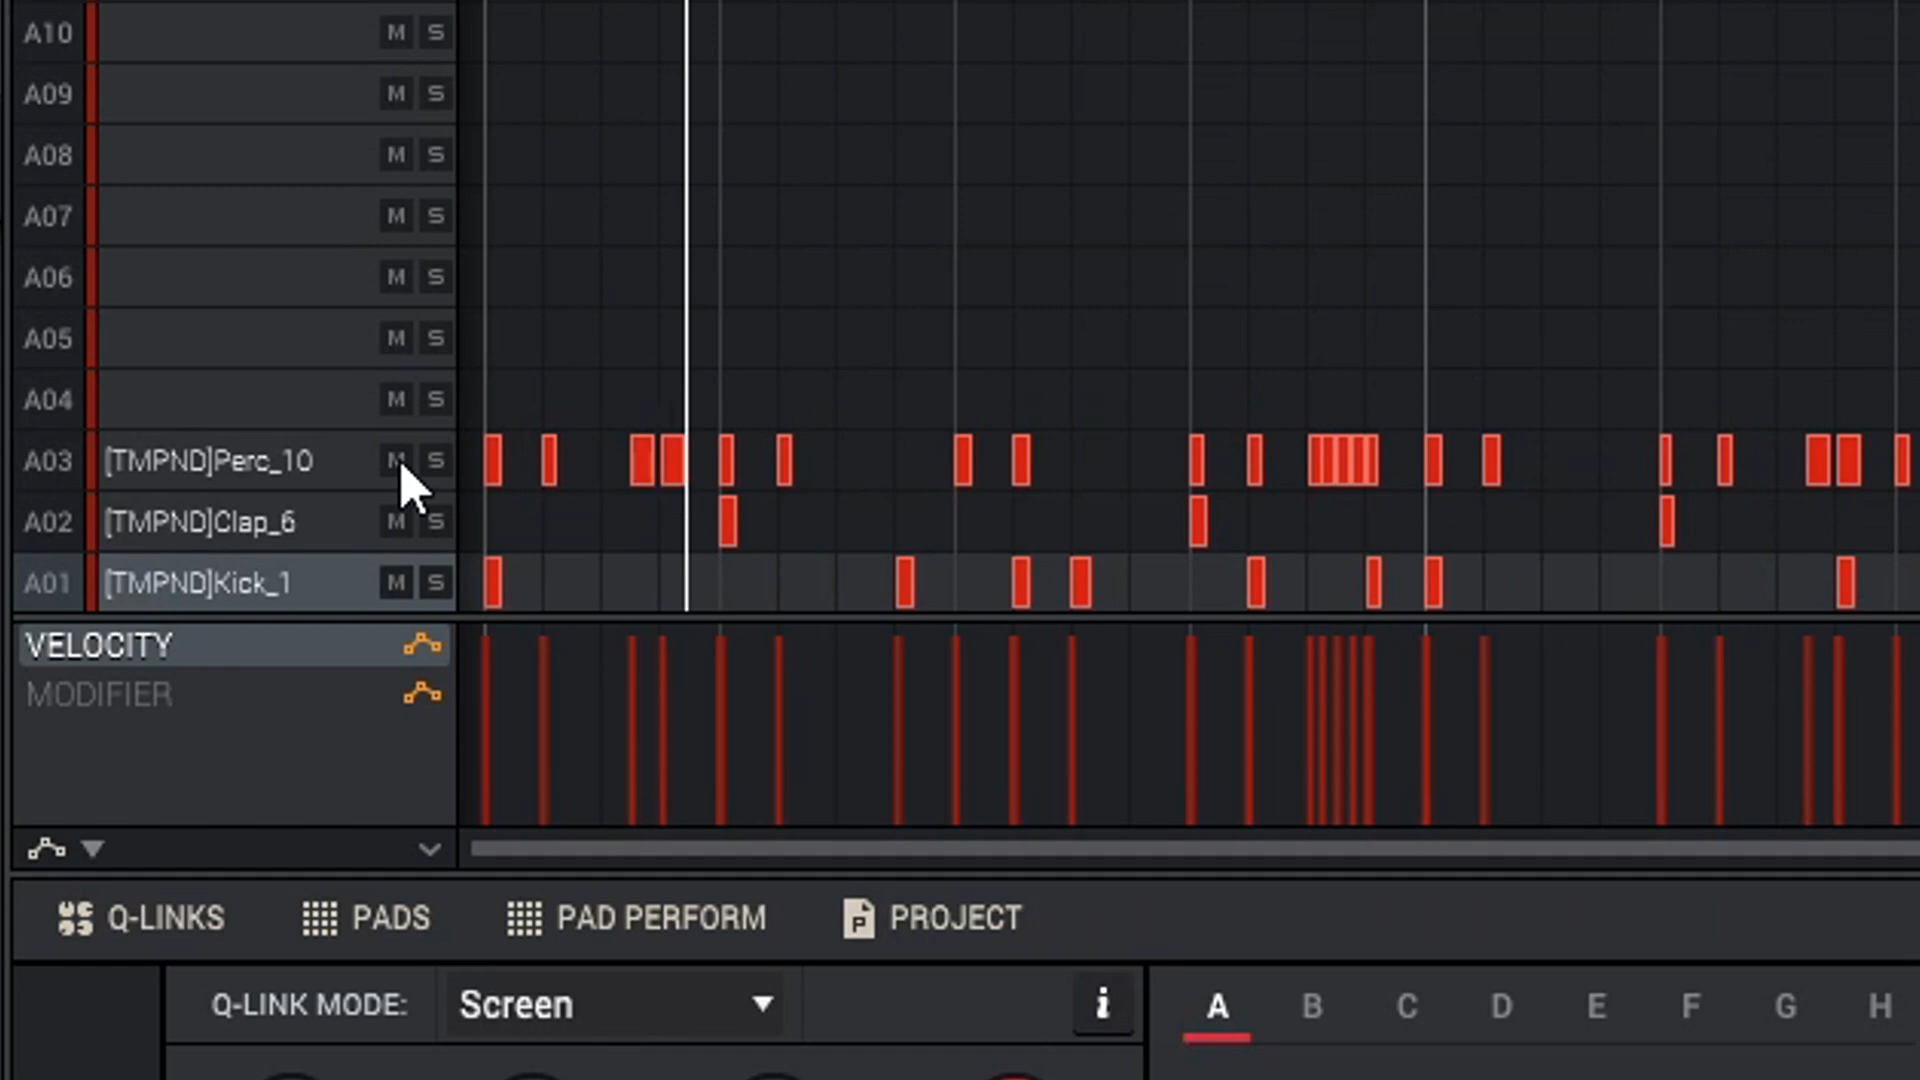 A10 M S
A09 M S
A08 M S
A07 M S
A06 M S
A05 M S
A04 M S
A03 [TMPND]Perc_10 M S
A02 [TMPND]Clap_6 M S
A01 [TMPND]Kick_1 M S
VELOCITY
MODIFIER
Q-LINKS PADS PAD PERFORM P PROJECT
Q-LINK MODE: Screen i A B C D E F G H